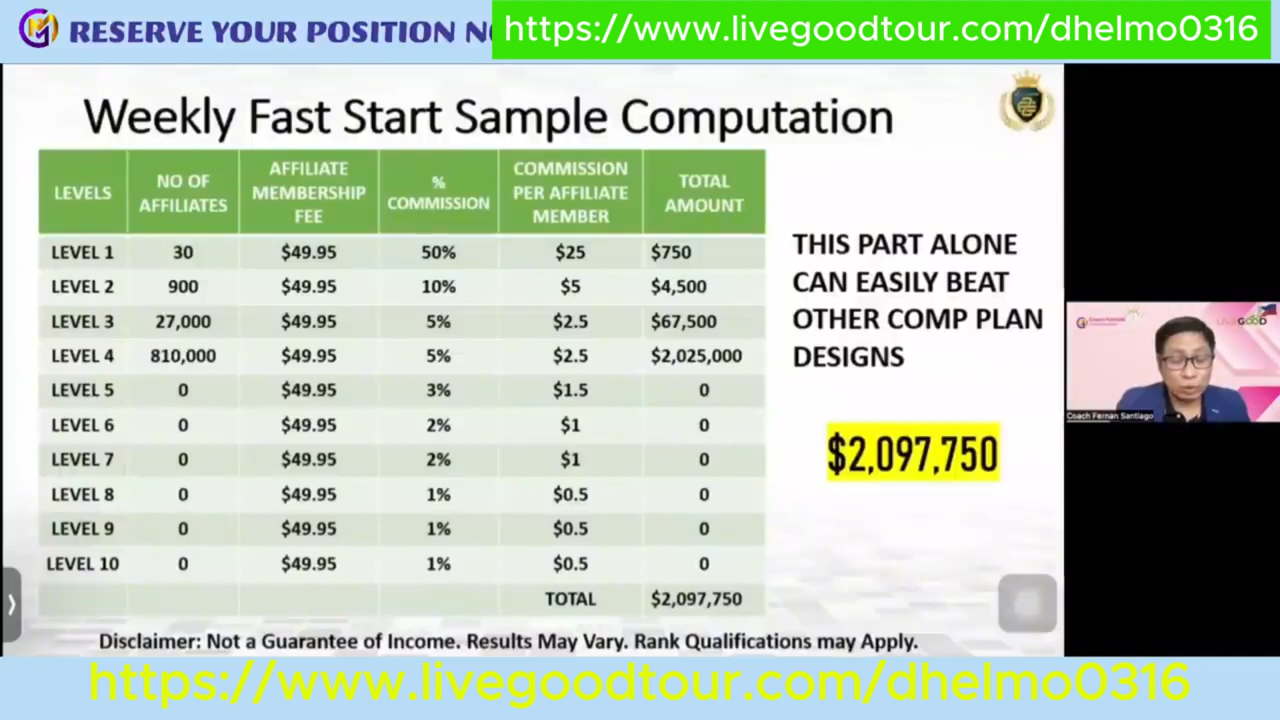 RESERVE YOUR POSITION
https://www.livegoodtour.com/dhelmo0316
Weekly Fast Start Sample Computation
LEVELS NO OF AFFILIATES AFFILIATE MEMBERSHIP FEE % COMMISSION COMMISSION PER AFFILIATE MEMBER TOTAL AMOUNT
LEVEL 1 30 $49.95 50% $25 $750
LEVEL 2 900 $49.95 10% $5 $4,500
LEVEL 3 27,000 $49.95 5% $2.5 $67,500
LEVEL 4 810,000 $49.95 5% $2.5 $2,025,000
LEVEL 5 0 $49.95 3% $1.5 0
LEVEL 6 0 $49.95 2% $1 0
LEVEL 7 0 $49.95 2% $1 0
LEVEL 8 0 $49.95 1% $0.5 0
LEVEL 9 0 $49.95 1% $0.5 0
LEVEL 10 0 $49.95 1% $0.5 0
TOTAL $2,097,750
THIS PART ALONE
CAN EASILY BEAT
OTHER COMP PLAN
DESIGNS
$2,097,750
LIVEGOOD
Coach Fernan Santiago
Disclaimer: Not a Guarantee of Income. Results May Vary. Rank Qualifications may Apply.
https://www.livegoodtour.com/dhelmo0316